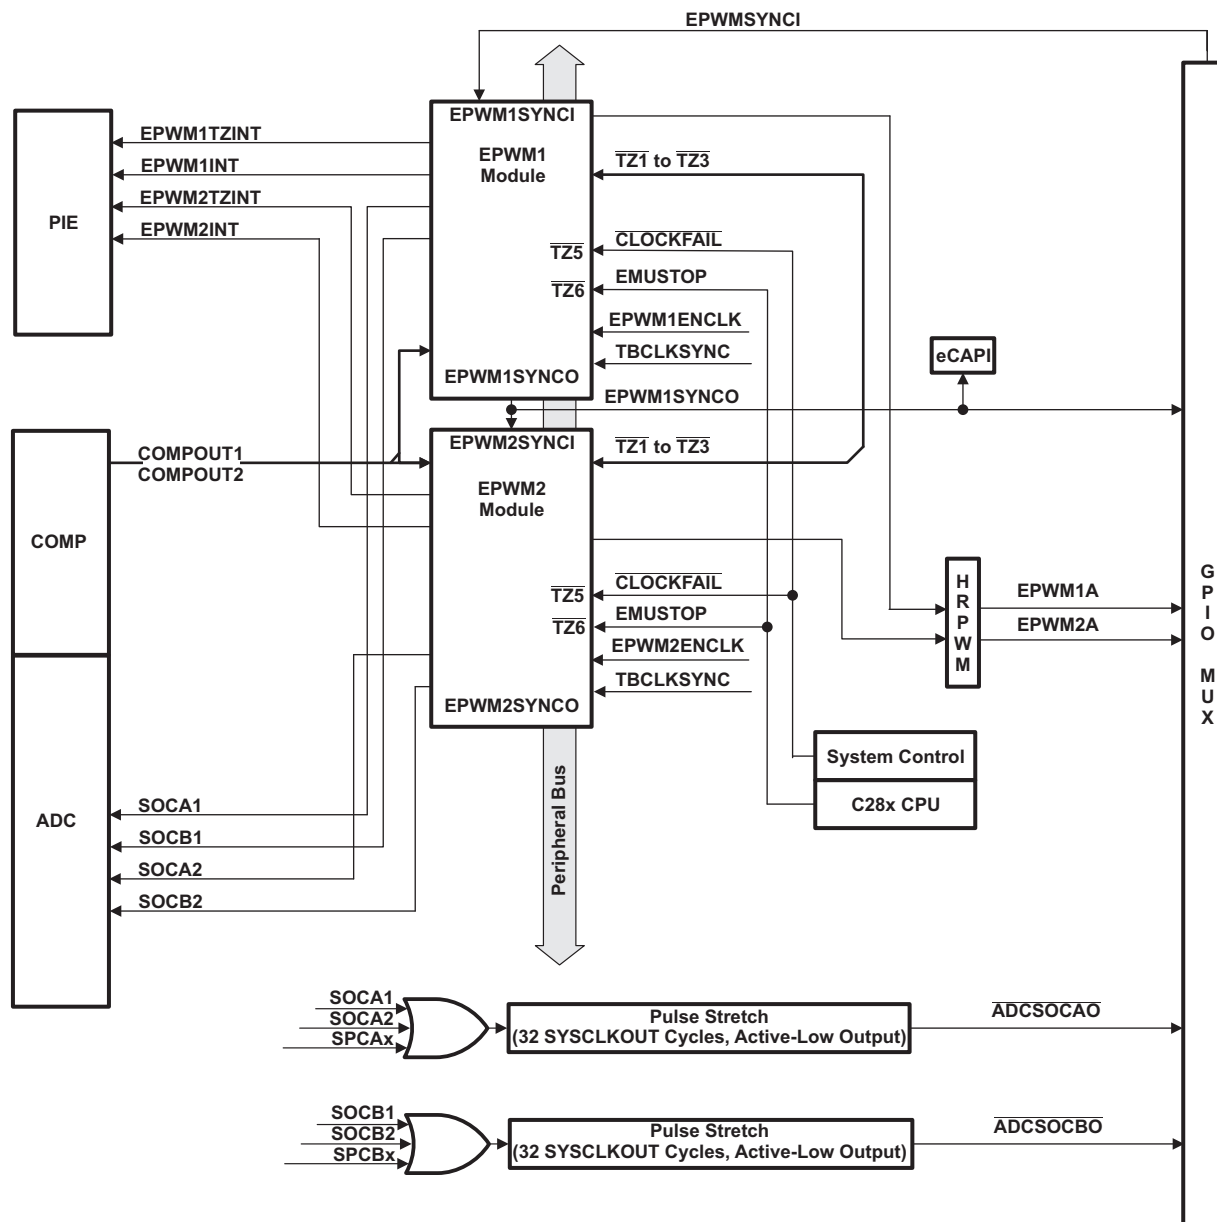 EPWMSYNCI
EPWM1SYNCI
EPWM1
Module
EPWM1TZINT
EPWM1INT
EPWM2TZINT
EPWM2INT
PIE
TZ1 to TZ3
TZ5
CLOCKFAIL
TZ6
EMUSTOP
EPWM1ENCLK
TBCLKSYNC
EPWM1SYNCO
EPWM1SYNCO
eCAPI
COMPOUT1
COMPOUT2
COMP
EPWM2SYNCI
EPWM2
Module
TZ1 to TZ3
TZ5
CLOCKFAIL
TZ6
EMUSTOP
EPWM2ENCLK
TBCLKSYNC
EPWM2SYNCO
HRPWM
EPWM1A
EPWM2A
GPIO MUX
System Control
C28x CPU
Peripheral Bus
ADC
SOCA1
SOCB1
SOCA2
SOCB2
SOCA1
SOCA2
SPCAx
Pulse Stretch
(32 SYSCLKOUT Cycles, Active-Low Output)
ADCSOCAO
SOCB1
SOCB2
SPCBx
Pulse Stretch
(32 SYSCLKOUT Cycles, Active-Low Output)
ADCSOCBO